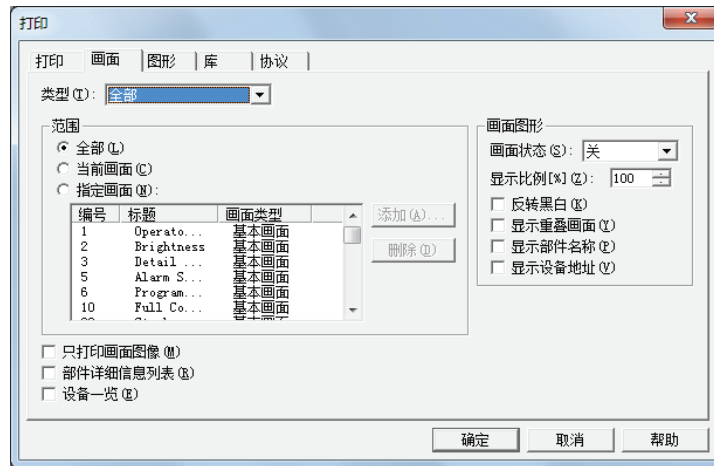 打印
打印 画面 图形 库 协议
类型(T): 全部
范围
全部(L)
当前画面(C)
指定画面(N):
编号 标题 画面类型
1 Operato... 基本画面
2 Brightness 基本画面
3 Detail ... 基本画面
5 Alarm S... 基本画面
6 Program... 基本画面
10 Full Co... 基本画面
添加(A)...
删除(D)
画面图形
画面状态(S): 关
显示比例[%](Z): 100
反转黑白(K)
显示重叠画面(I)
显示部件名称(P)
显示设备地址(V)
只打印画面图像(M)
部件详细信息列表(R)
设备一览(E)
确定 取消 帮助